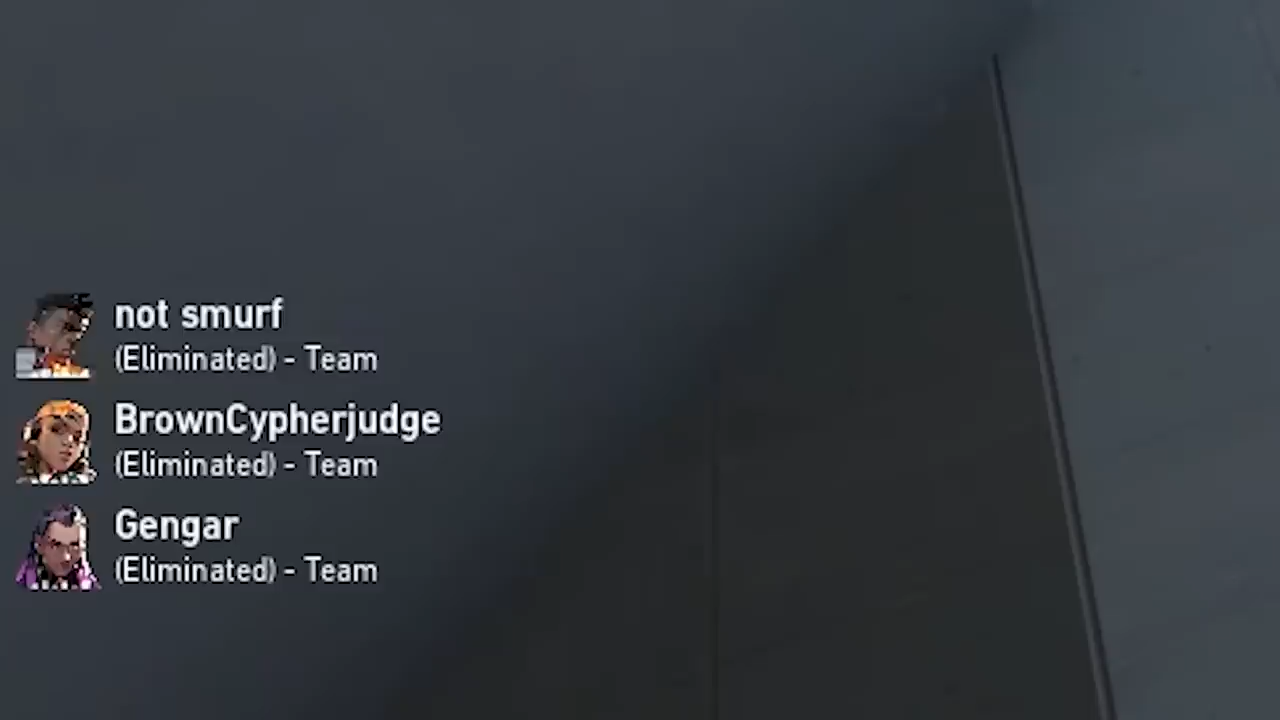 not smurf
(Eliminated) - Team
BrownCypherjudge
(Eliminated) - Team
Gengar
(Eliminated) - Team